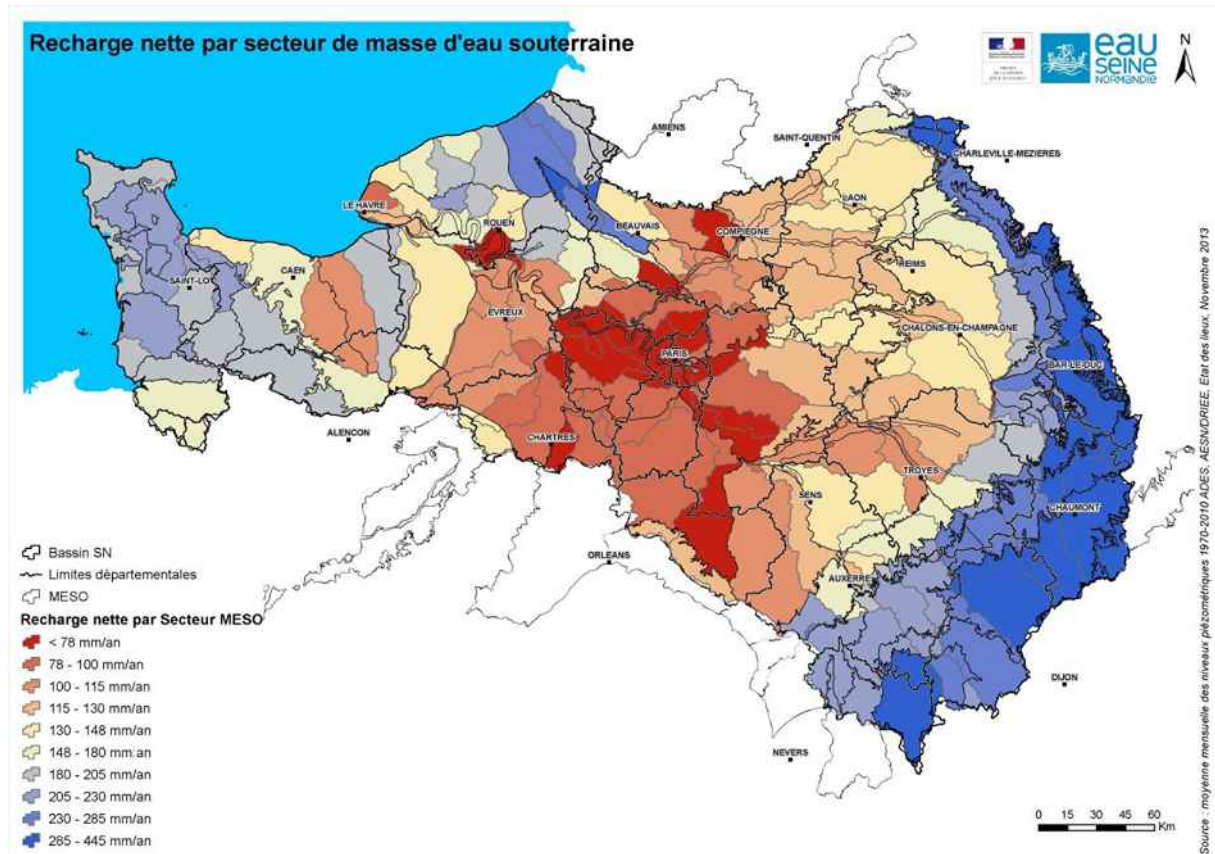 Recharge nette par secteur de masse d'eau souterraine
eau
SEINE
NORMANDIE
N
AMIENS
SAINT-QUENTIN
CHARLEVILLE-MEZIERES
LE HAVRE
ROUEN
BEAUVAIS
COMPIEGNE
LAON
REIMS
CAEN
SAINT-LO
EVREUX
PARIS
CHALONS-EN-CHAMPAGNE
BAR-LE-DUC
ALENCON
CHARTRES
TROYES
SENS
CHAUMONT
ORLEANS
AUXERRE
DIJON
NEVERS
Bassin SN
Limites départementales
MESO
Recharge nette par Secteur MESO
< 78 mm/an
78 - 100 mm/an
100 - 115 mm/an
115 - 130 mm/an
130 - 148 mm/an
148 - 180 mm/an
180 - 205 mm/an
205 - 230 mm/an
230 - 285 mm/an
285 - 445 mm/an
0 15 30 45 60
Km
Source : moyenne mensuelle des niveaux piézométriques 1970-2010 ADES, AESN/DRIEE, Etat des lieux, Novembre 2013